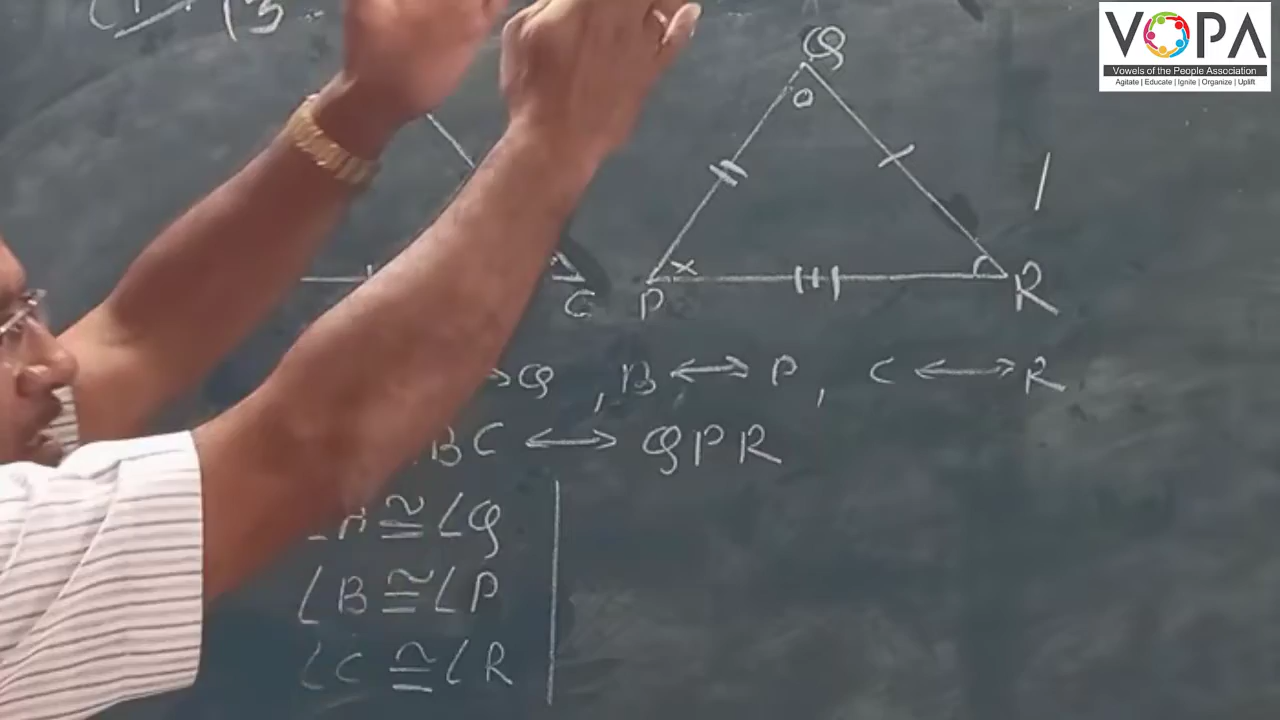 VOPA
Vowels of the People Association
Agitate | Educate | Ignite | Organize | Uplift
Q
C P R
Q , B ↔ P , C ↔ R
BC ↔ QPR
≅ ∠Q
∠B ≅ ∠P
∠C ≅ ∠R